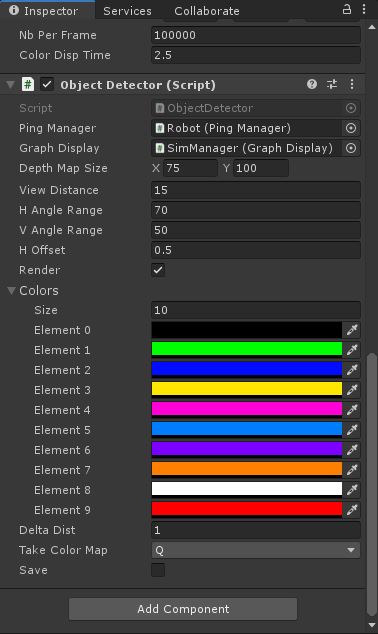 Inspector Services Collaborate
Nb Per Frame 100000
Color Disp Time 2.5
# Object Detector (Script)
Script # ObjectDetector
Ping Manager # Robot (Ping Manager)
Graph Display # SimManager (Graph Display)
Depth Map Size X 75 Y 100
View Distance 15
H Angle Range 70
V Angle Range 50
H Offset 0.5
Render
Colors
Size 10
Element 0
Element 1
Element 2
Element 3
Element 4
Element 5
Element 6
Element 7
Element 8
Element 9
Delta Dist 1
Take Color Map Q
Save
Add Component